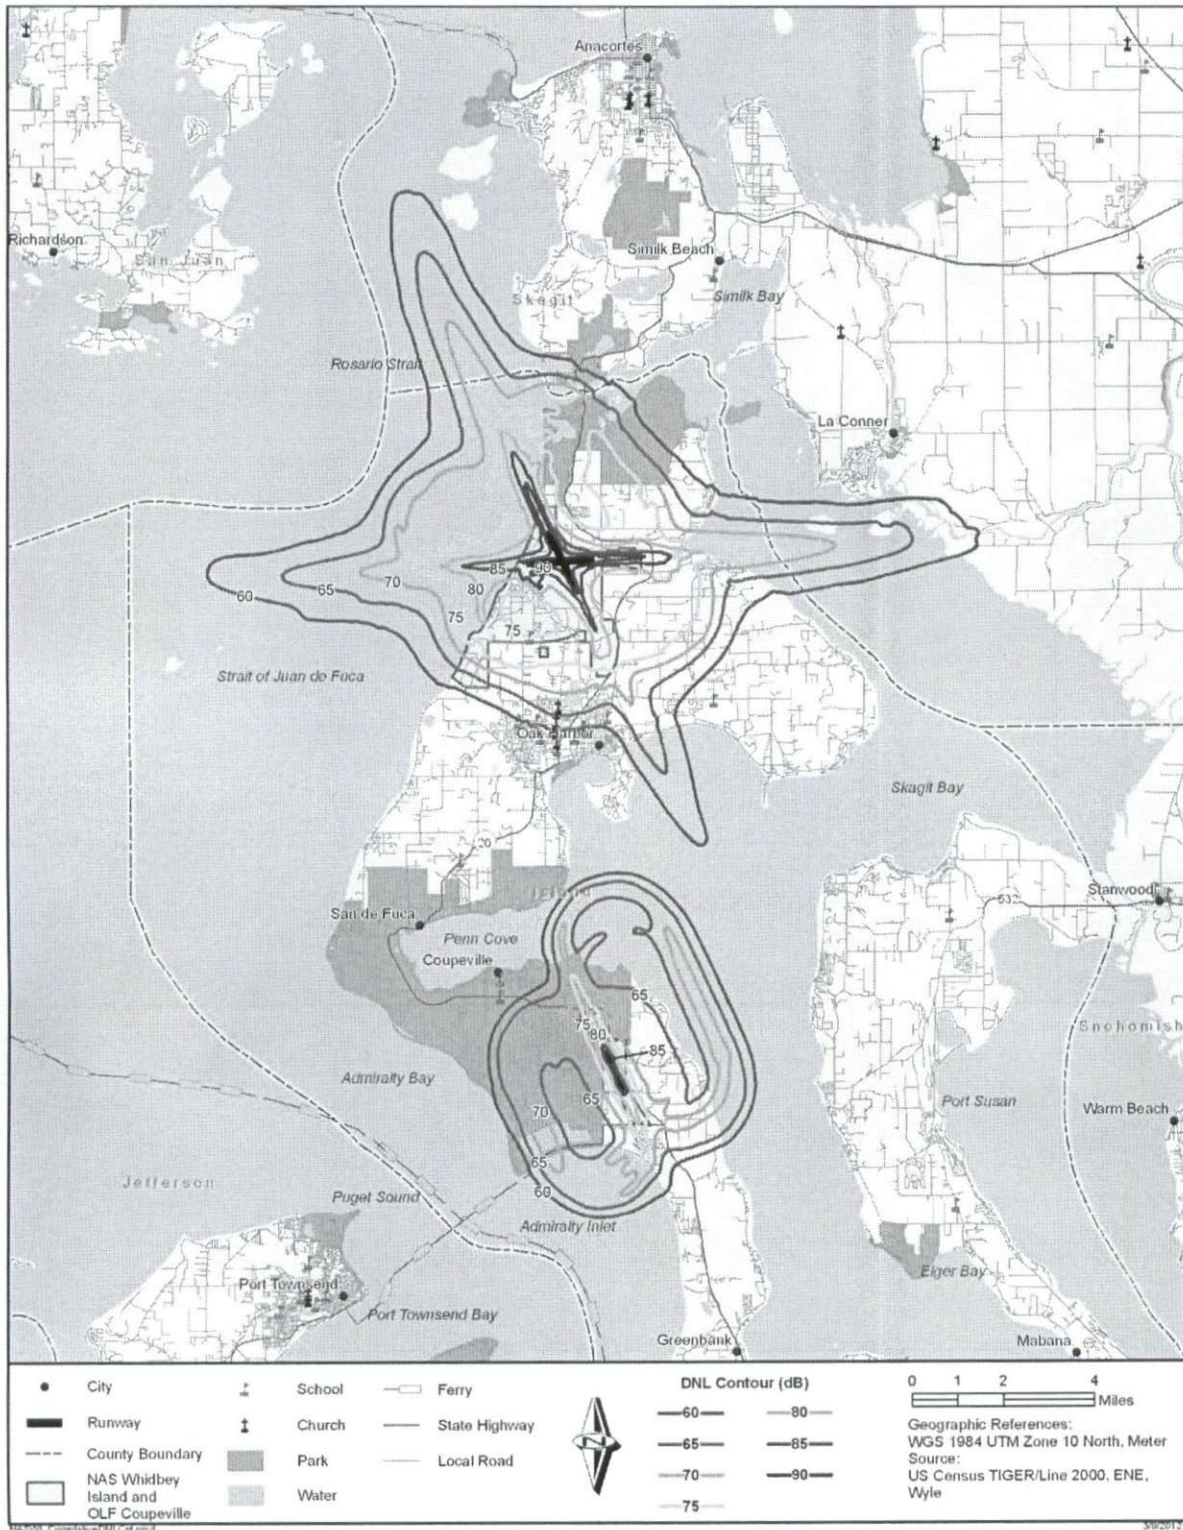 Anacortes
Richardson
San Juan
Similk Beach
Skagit
Similk Bay
Rosario Strait
La Conner
85
90
60
65
70
80
75
75
Strait of Juan de Fuca
Oak Harbor
Skagit Bay
20
Island
Stanwood
532
San de Fuca
Penn Cove
Coupeville
65
75
80
85
Snohomish
Admiralty Bay
65
70
Port Susan
Warm Beach
65
60
Jefferson
Puget Sound
Admiralty Inlet
Elger Bay
Port Townsend
Port Townsend Bay
Greenbank
Mabana
City
Runway
County Boundary
NAS Whidbey
Island and
OLF Coupeville
School
Church
Park
Water
Ferry
State Highway
Local Road
N
DNL Contour (dB)
60
65
70
75
80
85
90
0 1 2 4
Miles
Geographic References:
WGS 1984 UTM Zone 10 North, Meter
Source:
US Census TIGER/Line 2000, ENE,
Wyle
3/9/2012